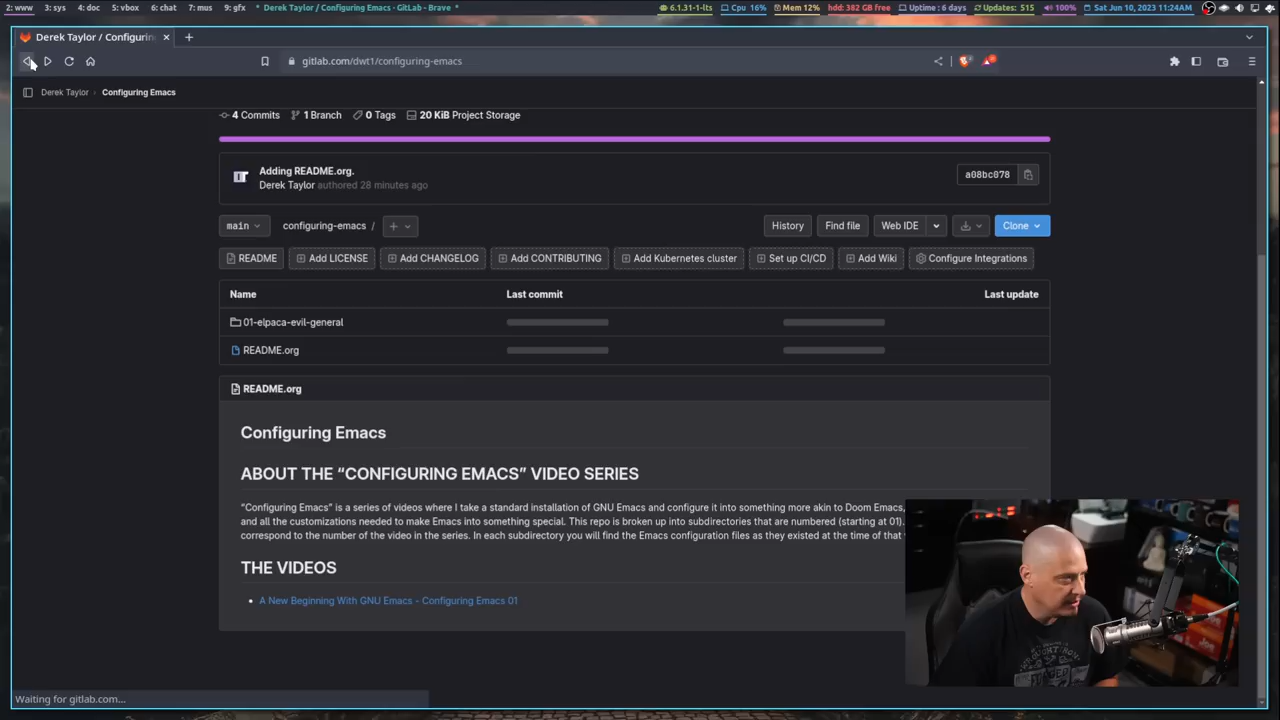 2: www 3: sys 4: doc 5: vbox 6: chat 7: mus 9: gfx * Derek Taylor / Configuring Emacs · GitLab - Brave * 6.1.31-1-lts Cpu 16% Mem 12% hdd: 382 GB free Uptime: 6 days Updates: 515 100% Sat Jun 10, 2023 11:24AM
Derek Taylor / Configurin
gitlab.com/dwt1/configuring-emacs
Derek Taylor › Configuring Emacs
4 Commits 1 Branch 0 Tags 20 KiB Project Storage
Adding README.org.
Derek Taylor authored 28 minutes ago
a08bc078
main configuring-emacs / + History Find file Web IDE Clone
README Add LICENSE Add CHANGELOG Add CONTRIBUTING Add Kubernetes cluster Set up CI/CD Add Wiki Configure Integrations
Name Last commit Last update
01-elpaca-evil-general
README.org
README.org
Configuring Emacs
ABOUT THE “CONFIGURING EMACS” VIDEO SERIES
“Configuring Emacs” is a series of videos where I take a standard installation of GNU Emacs and configure it into something more akin to Doom Emacs,
and all the customizations needed to make Emacs into something special. This repo is broken up into subdirectories that are numbered (starting at 01).
correspond to the number of the video in the series. In each subdirectory you will find the Emacs configuration files as they existed at the time of that
THE VIDEOS
• A New Beginning With GNU Emacs - Configuring Emacs 01
Waiting for gitlab.com...